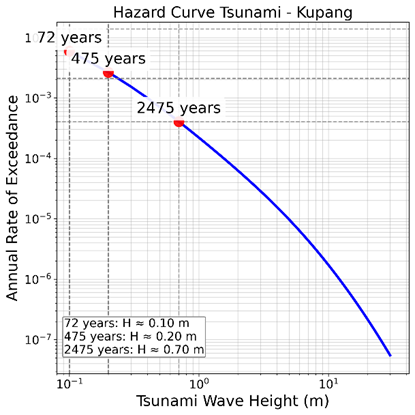 Hazard Curve Tsunami - Kupang
72 years
475 years
2475 years
10⁻³
10⁻⁴
10⁻⁵
10⁻⁶
10⁻⁷
Annual Rate of Exceedance
72 years: H ≈ 0.10 m
475 years: H ≈ 0.20 m
2475 years: H ≈ 0.70 m
10⁻¹
10⁰
10¹
Tsunami Wave Height (m)